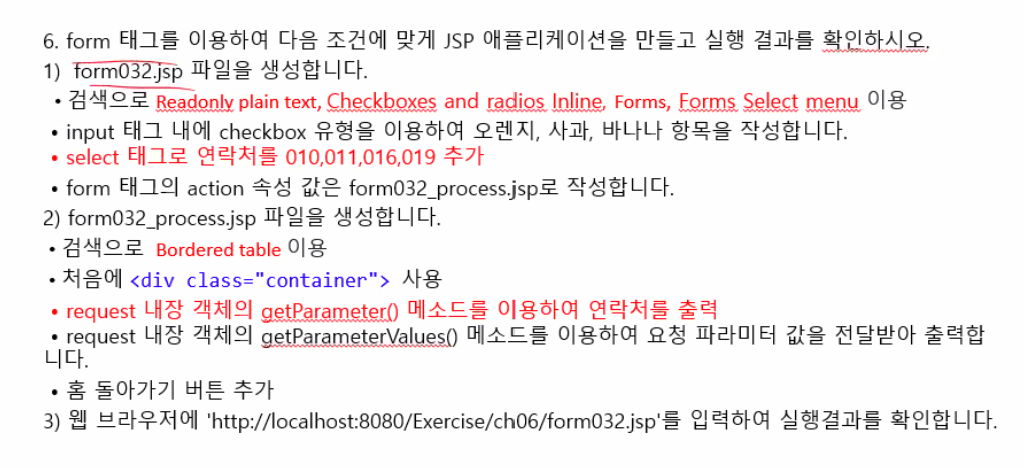 6. form 태그를 이용하여 다음 조건에 맞게 JSP 애플리케이션을 만들고 실행 결과를 확인하시오.
1) form032.jsp 파일을 생성합니다.
• 검색으로 Readonly plain text, Checkboxes and radios Inline, Forms, Forms Select menu 이용
• input 태그 내에 checkbox 유형을 이용하여 오렌지, 사과, 바나나 항목을 작성합니다.
• select 태그로 연락처를 010,011,016,019 추가
• form 태그의 action 속성 값은 form032_process.jsp로 작성합니다.
2) form032_process.jsp 파일을 생성합니다.
• 검색으로 Bordered table 이용
• 처음에 <div class="container"> 사용
• request 내장 객체의 getParameter() 메소드를 이용하여 연락처를 출력
• request 내장 객체의 getParameterValues() 메소드를 이용하여 요청 파라미터 값을 전달받아 출력합
니다.
• 홈 돌아가기 버튼 추가
3) 웹 브라우저에 'http://localhost:8080/Exercise/ch06/form032.jsp'를 입력하여 실행결과를 확인합니다.